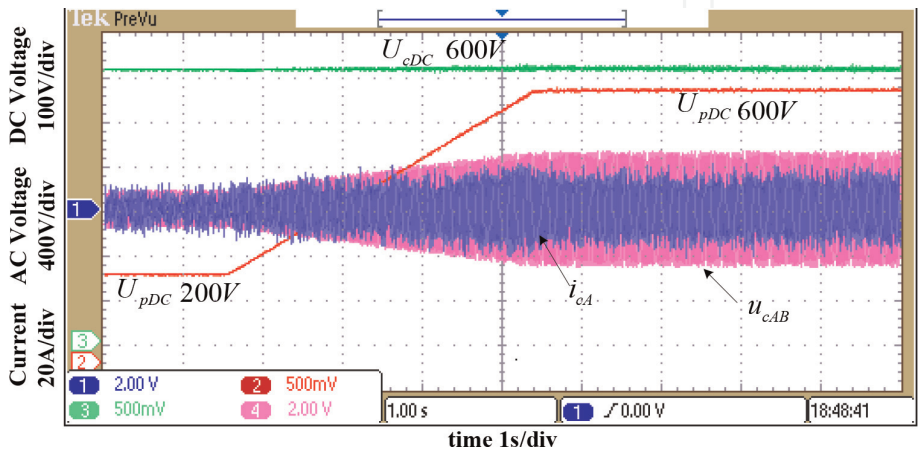 Tek PreVu
U_cDC 600V
U_pDC 600V
U_pDC 200V
i_cA
u_cAB
DC Voltage
100V/div
AC Voltage
400V/div
Current
20A/div
1
3
2
1 2.00 V 2 500mV
3 500mV 4 2.00 V
1.00 s
1 0.00 V
18:48:41
time 1s/div